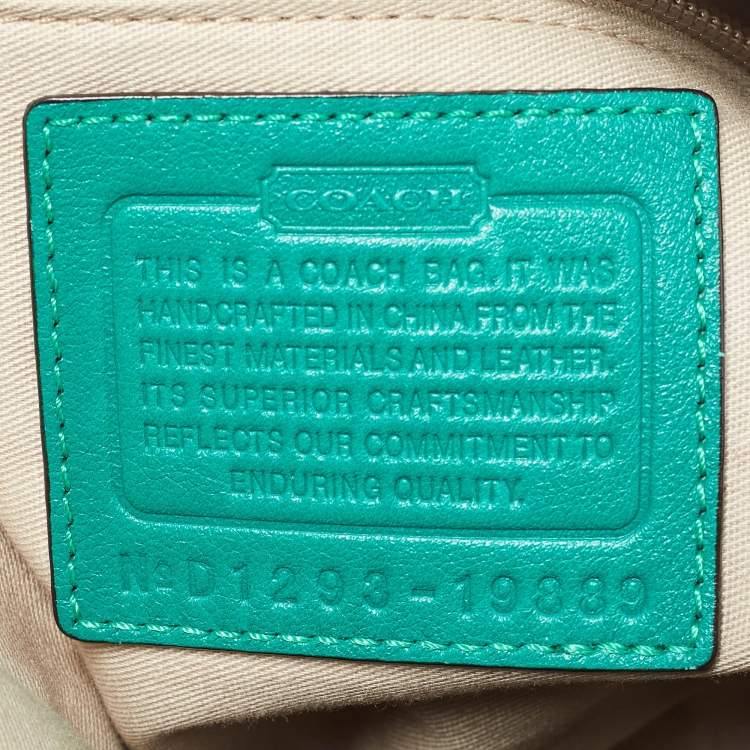 COACH
THIS IS A COACH BAG. IT WAS
HANDCRAFTED IN CHINA FROM THE
FINEST MATERIALS AND LEATHER.
ITS SUPERIOR CRAFTSMANSHIP
REFLECTS OUR COMMITMENT TO
ENDURING QUALITY.
No D1293-19889